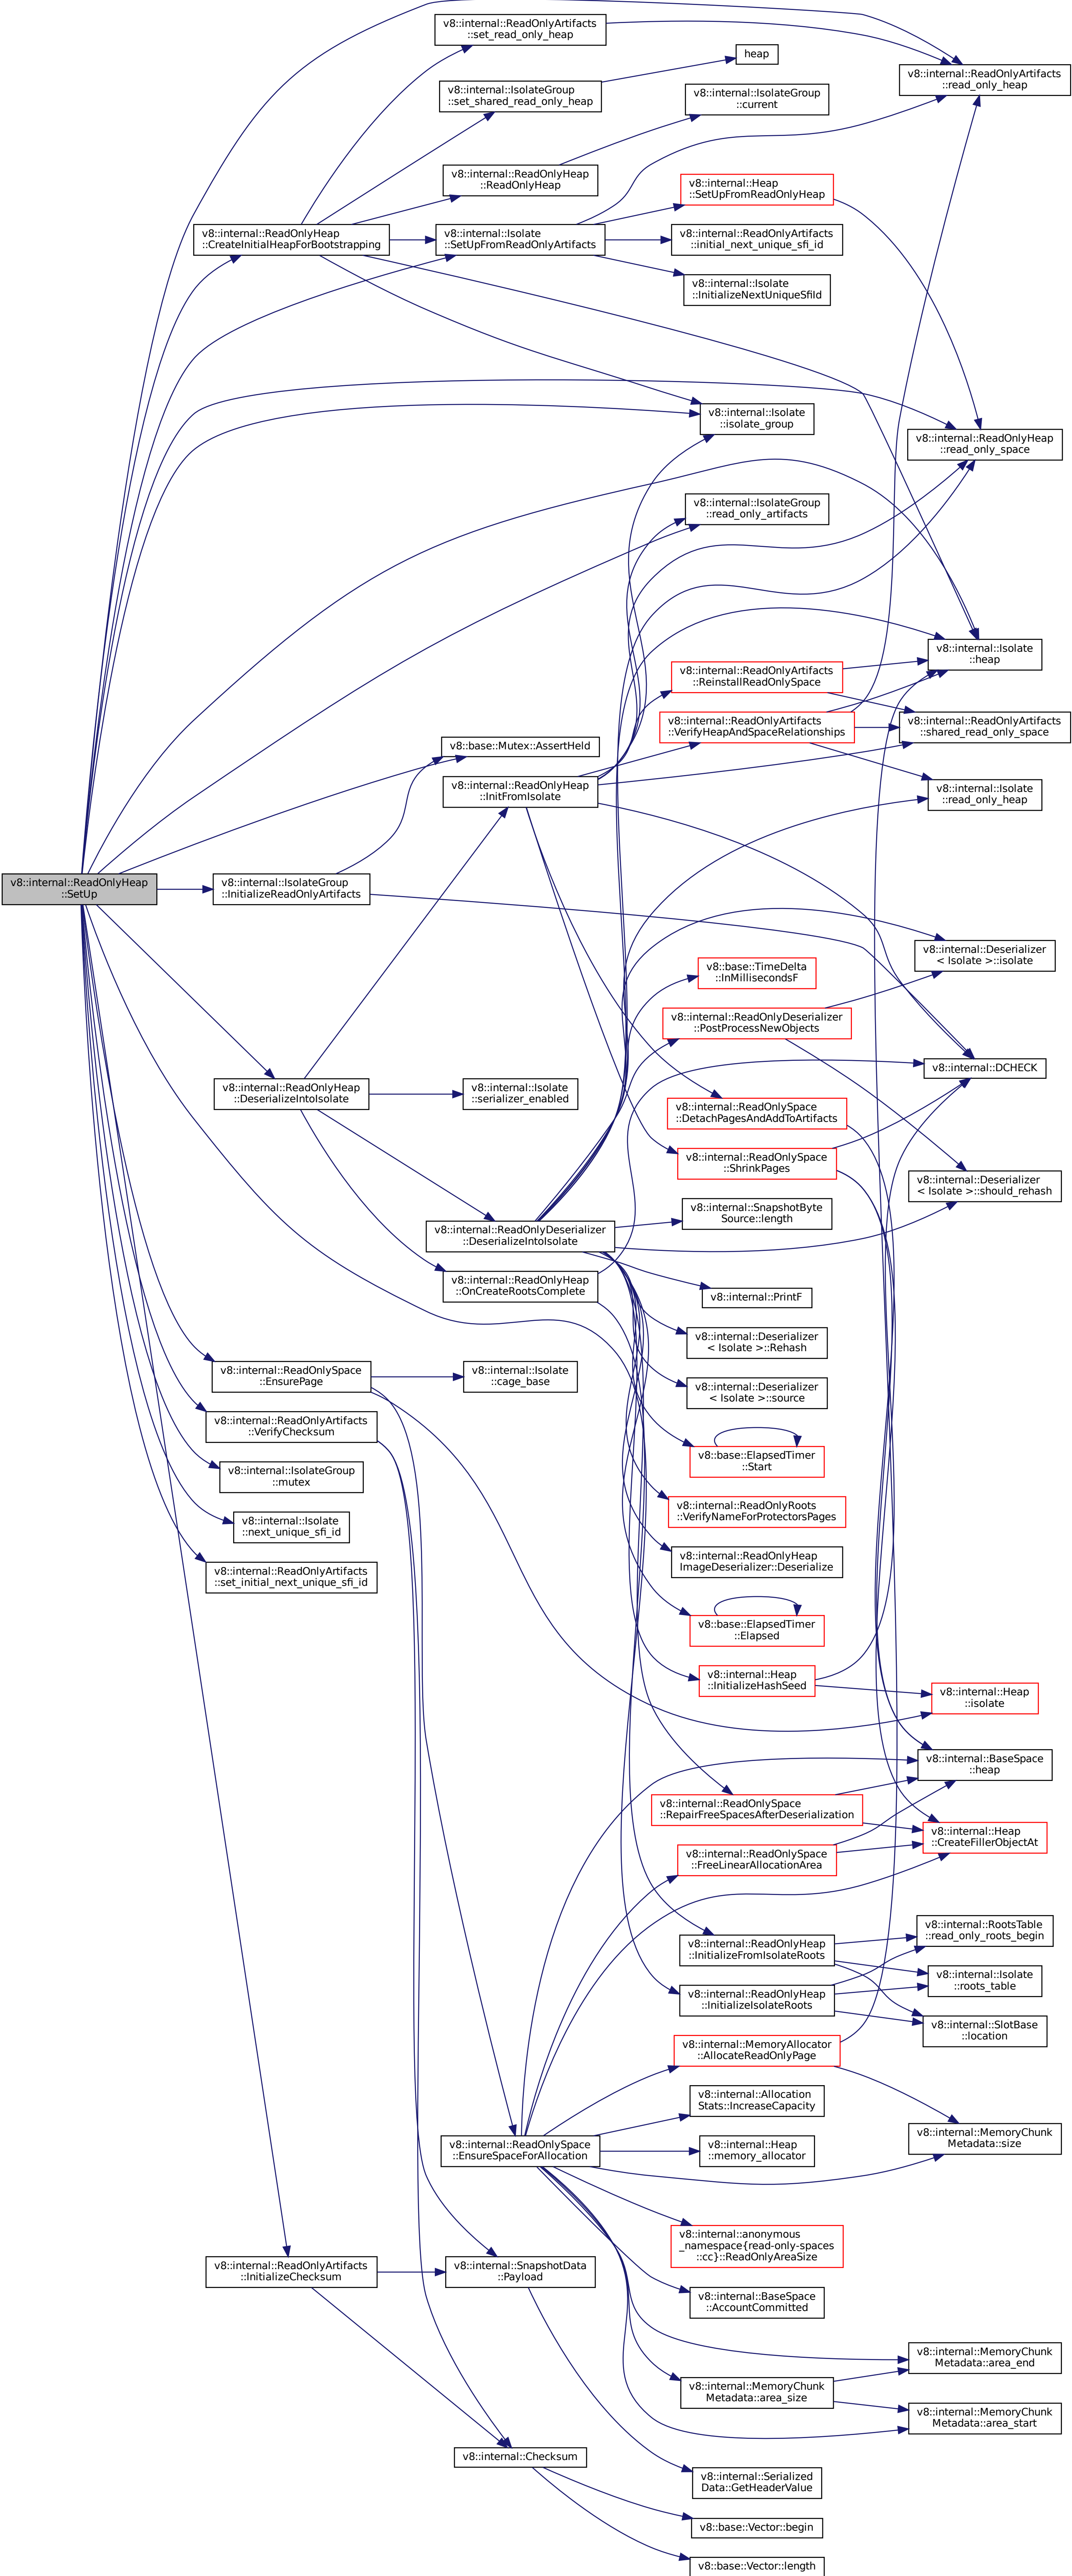 v8::internal::ReadOnlyArtifacts
::set_read_only_heap
heap
v8::internal::ReadOnlyArtifacts
::read_only_heap
v8::internal::IsolateGroup
::set_shared_read_only_heap
v8::internal::IsolateGroup
::current
v8::internal::ReadOnlyHeap
::ReadOnlyHeap
v8::internal::Heap
::SetUpFromReadOnlyHeap
v8::internal::ReadOnlyHeap
::CreateInitialHeapForBootstrapping
v8::internal::Isolate
::SetUpFromReadOnlyArtifacts
v8::internal::ReadOnlyArtifacts
::initial_next_unique_sfi_id
v8::internal::Isolate
::InitializeNextUniqueSfiId
v8::internal::Isolate
::isolate_group
v8::internal::ReadOnlyHeap
::read_only_space
v8::internal::IsolateGroup
::read_only_artifacts
v8::internal::Isolate
::heap
v8::internal::ReadOnlyArtifacts
::ReinstallReadOnlySpace
v8::internal::ReadOnlyArtifacts
::VerifyHeapAndSpaceRelationships
v8::internal::ReadOnlyArtifacts
::shared_read_only_space
v8::base::Mutex::AssertHeld
v8::internal::ReadOnlyHeap
::InitFromIsolate
v8::internal::Isolate
::read_only_heap
v8::internal::ReadOnlyHeap
::SetUp
v8::internal::IsolateGroup
::InitializeReadOnlyArtifacts
v8::internal::Deserializer
< Isolate >::isolate
v8::base::TimeDelta
::InMillisecondsF
v8::internal::ReadOnlyDeserializer
::PostProcessNewObjects
v8::internal::DCHECK
v8::internal::ReadOnlyHeap
::DeserializeIntoIsolate
v8::internal::Isolate
::serializer_enabled
v8::internal::ReadOnlySpace
::DetachPagesAndAddToArtifacts
v8::internal::ReadOnlySpace
::ShrinkPages
v8::internal::Deserializer
< Isolate >::should_rehash
v8::internal::SnapshotByte
Source::length
v8::internal::ReadOnlyDeserializer
::DeserializeIntoIsolate
v8::internal::ReadOnlyHeap
::OnCreateRootsComplete
v8::internal::PrintF
v8::internal::Deserializer
< Isolate >::Rehash
v8::internal::ReadOnlySpace
::EnsurePage
v8::internal::Isolate
::cage_base
v8::internal::Deserializer
< Isolate >::source
v8::internal::ReadOnlyArtifacts
::VerifyChecksum
v8::base::ElapsedTimer
::Start
v8::internal::IsolateGroup
::mutex
v8::internal::ReadOnlyRoots
::VerifyNameForProtectorsPages
v8::internal::Isolate
::next_unique_sfi_id
v8::internal::ReadOnlyHeap
ImageDeserializer::Deserialize
v8::internal::ReadOnlyArtifacts
::set_initial_next_unique_sfi_id
v8::base::ElapsedTimer
::Elapsed
v8::internal::Heap
::InitializeHashSeed
v8::internal::Heap
::isolate
v8::internal::BaseSpace
::heap
v8::internal::ReadOnlySpace
::RepairFreeSpacesAfterDeserialization
v8::internal::Heap
::CreateFillerObjectAt
v8::internal::ReadOnlySpace
::FreeLinearAllocationArea
v8::internal::RootsTable
::read_only_roots_begin
v8::internal::ReadOnlyHeap
::InitializeFromIsolateRoots
v8::internal::Isolate
::roots_table
v8::internal::ReadOnlyHeap
::InitializeIsolateRoots
v8::internal::SlotBase
::location
v8::internal::MemoryAllocator
::AllocateReadOnlyPage
v8::internal::Allocation
Stats::IncreaseCapacity
v8::internal::ReadOnlySpace
::EnsureSpaceForAllocation
v8::internal::Heap
::memory_allocator
v8::internal::MemoryChunk
Metadata::size
v8::internal::anonymous
_namespace{read-only-spaces
::cc}::ReadOnlyAreaSize
v8::internal::ReadOnlyArtifacts
::InitializeChecksum
v8::internal::SnapshotData
::Payload
v8::internal::BaseSpace
::AccountCommitted
v8::internal::MemoryChunk
Metadata::area_end
v8::internal::MemoryChunk
Metadata::area_size
v8::internal::MemoryChunk
Metadata::area_start
v8::internal::Checksum
v8::internal::Serialized
Data::GetHeaderValue
v8::base::Vector::begin
v8::base::Vector::length